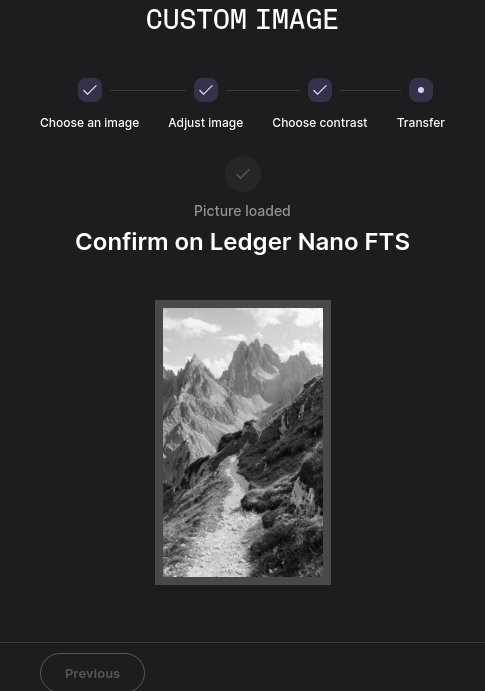 CUSTOM IMAGE
Choose an image Adjust image Choose contrast Transfer
Picture loaded
Confirm on Ledger Nano FTS
Previous